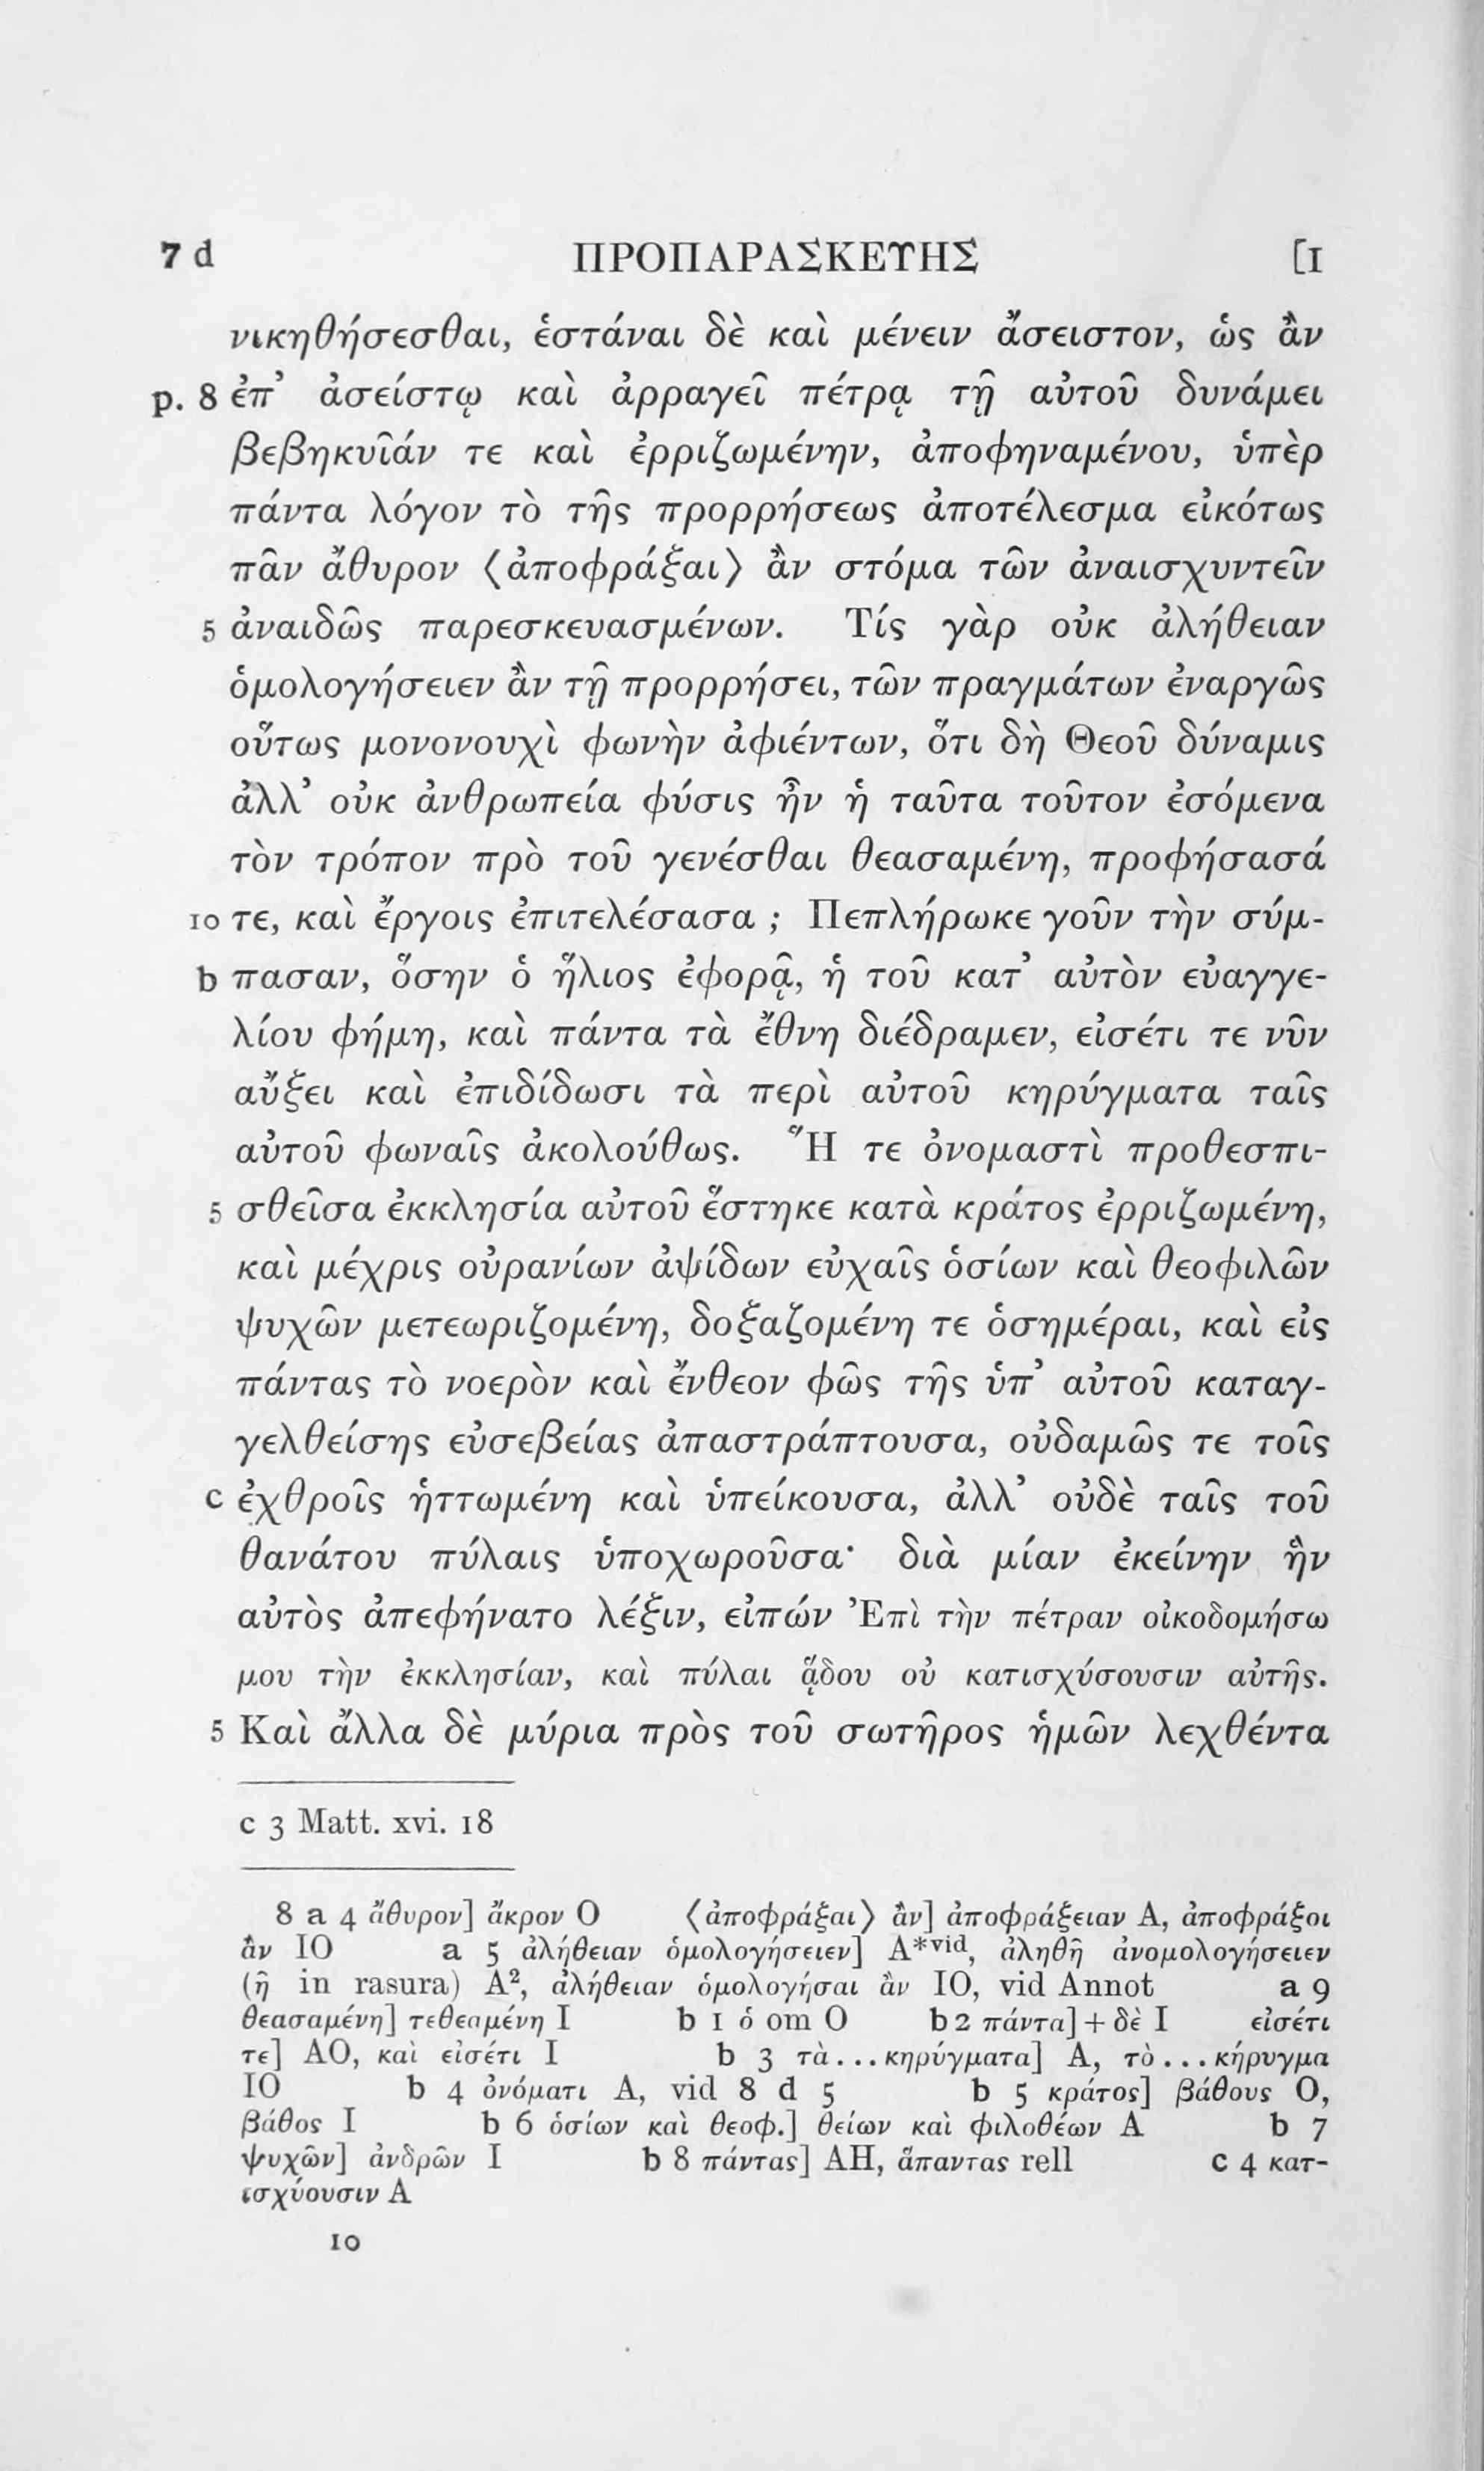 7 d ΠΡΟΠΑΡΑΣΚΕΥΗΣ [1
νικηθήσεσθαι, ἑστάναι δὲ καὶ μένειν ἄσειστον, ὡς ἂν
p. 8 ἐπ’ ἀσείστῳ καὶ ἀρραγεῖ πέτρᾳ τῇ αὐτοῦ δυνάμει
βεβηκυῖάν τε καὶ ἐρριζωμένην, ἀποφηναμένου, ὑπὲρ
πάντα λόγον τὸ τῆς προρρήσεως ἀποτέλεσμα εἰκότως
πᾶν ἄθυρον ⟨ἀποφράξαι⟩ ἂν στόμα τῶν ἀναισχυντεῖν
5 ἀναιδῶς παρεσκευασμένων. Τίς γὰρ οὐκ ἀλήθειαν
ὁμολογήσειεν ἂν τῇ προρρήσει, τῶν πραγμάτων ἐναργῶς
οὕτως μονονουχὶ φωνὴν ἀφιέντων, ὅτι δὴ Θεοῦ δύναμις
ἀλλ’ οὐκ ἀνθρωπεία φύσις ἦν ἡ ταῦτα τοῦτον ἐσόμενα
τὸν τρόπον πρὸ τοῦ γενέσθαι θεασαμένη, προφήσασά
10 τε, καὶ ἔργοις ἐπιτελέσασα ; Πεπλήρωκε γοῦν τὴν σύμ-
b πασαν, ὅσην ὁ ἥλιος ἐφορᾷ, ἡ τοῦ κατ’ αὐτὸν εὐαγγε-
λίου φήμη, καὶ πάντα τὰ ἔθνη διέδραμεν, εἰσέτι τε νῦν
αὔξει καὶ ἐπιδίδωσι τὰ περὶ αὐτοῦ κηρύγματα ταῖς
αὐτοῦ φωναῖς ἀκολούθως. Ἥ τε ὀνομαστὶ προθεσπι-
5 σθεῖσα ἐκκλησία αὐτοῦ ἕστηκε κατὰ κράτος ἐρριζωμένη,
καὶ μέχρις οὐρανίων ἁψίδων εὐχαῖς ὁσίων καὶ θεοφιλῶν
ψυχῶν μετεωριζομένη, δοξαζομένη τε ὁσημέραι, καὶ εἰς
πάντας τὸ νοερὸν καὶ ἔνθεον φῶς τῆς ὑπ’ αὐτοῦ καταγ-
γελθείσης εὐσεβείας ἀπαστράπτουσα, οὐδαμῶς τε τοῖς
c ἐχθροῖς ἡττωμένη καὶ ὑπείκουσα, ἀλλ’ οὐδὲ ταῖς τοῦ
θανάτου πύλαις ὑποχωροῦσα· διὰ μίαν ἐκείνην ἣν
αὐτὸς ἀπεφήνατο λέξιν, εἰπών Ἐπὶ τὴν πέτραν οἰκοδομήσω
μου τὴν ἐκκλησίαν, καὶ πύλαι ᾅδου οὐ κατισχύσουσιν αὐτῆς.
5 Καὶ ἄλλα δὲ μύρια πρὸς τοῦ σωτῆρος ἡμῶν λεχθέντα
c 3 Matt. xvi. 18
8 a 4 ἄθυρον] ἄκρον O ⟨ἀποφράξαι⟩ ἂν] ἀποφράξειαν A, ἀποφράξοι
ἂν IO a 5 ἀλήθειαν ὁμολογήσειεν] A*vid, ἀληθῆ ἀνομολογήσειεν
(ῆ in rasura) A², ἀλήθειαν ὁμολογήσαι ἂν IO, vid Annot a 9
θεασαμένη] τεθεαμένη I b 1 ὁ om O b 2 πάντα] + δὲ I εἰσέτι
τε] AO, καὶ εἰσέτι I b 3 τὰ... κηρύγματα] A, τὸ... κήρυγμα
IO b 4 ὀνόματι A, vid 8 d 5 b 5 κράτος] βάθους O,
βάθος I b 6 ὁσίων καὶ θεοφ.] θείων καὶ φιλοθέων A b 7
ψυχῶν] ἀνδρῶν I b 8 πάντας] AH, ἅπαντας rell c 4 κατ-
ισχύουσιν A
10